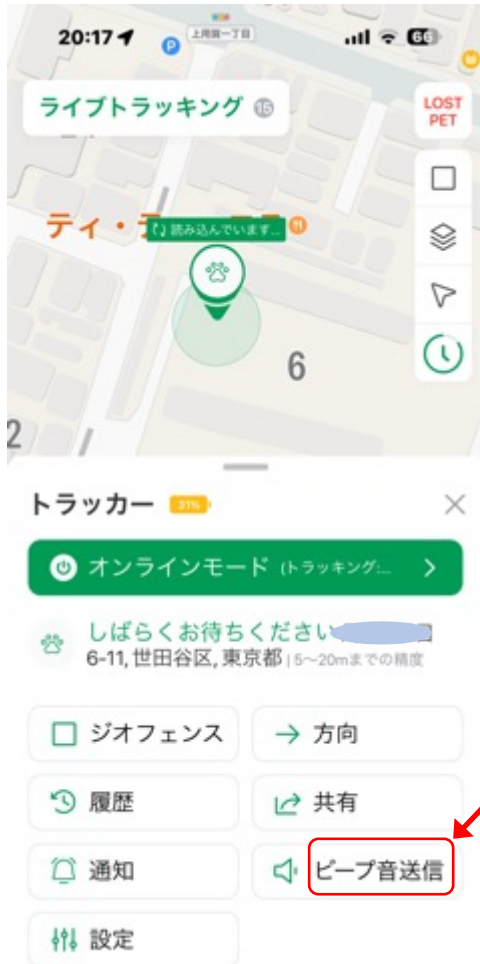 20:17
上用賀一丁目
66
P
ライブトラッキング 15
LOST
PET
読み込んでいます...
6
2
トラッカー 31%
オンラインモード (トラッキング:...
しばらくお待ちください
6-11, 世田谷区, 東京都 | 5~20mまでの精度
ジオフェンス
方向
履歴
共有
通知
ビープ音送信
設定